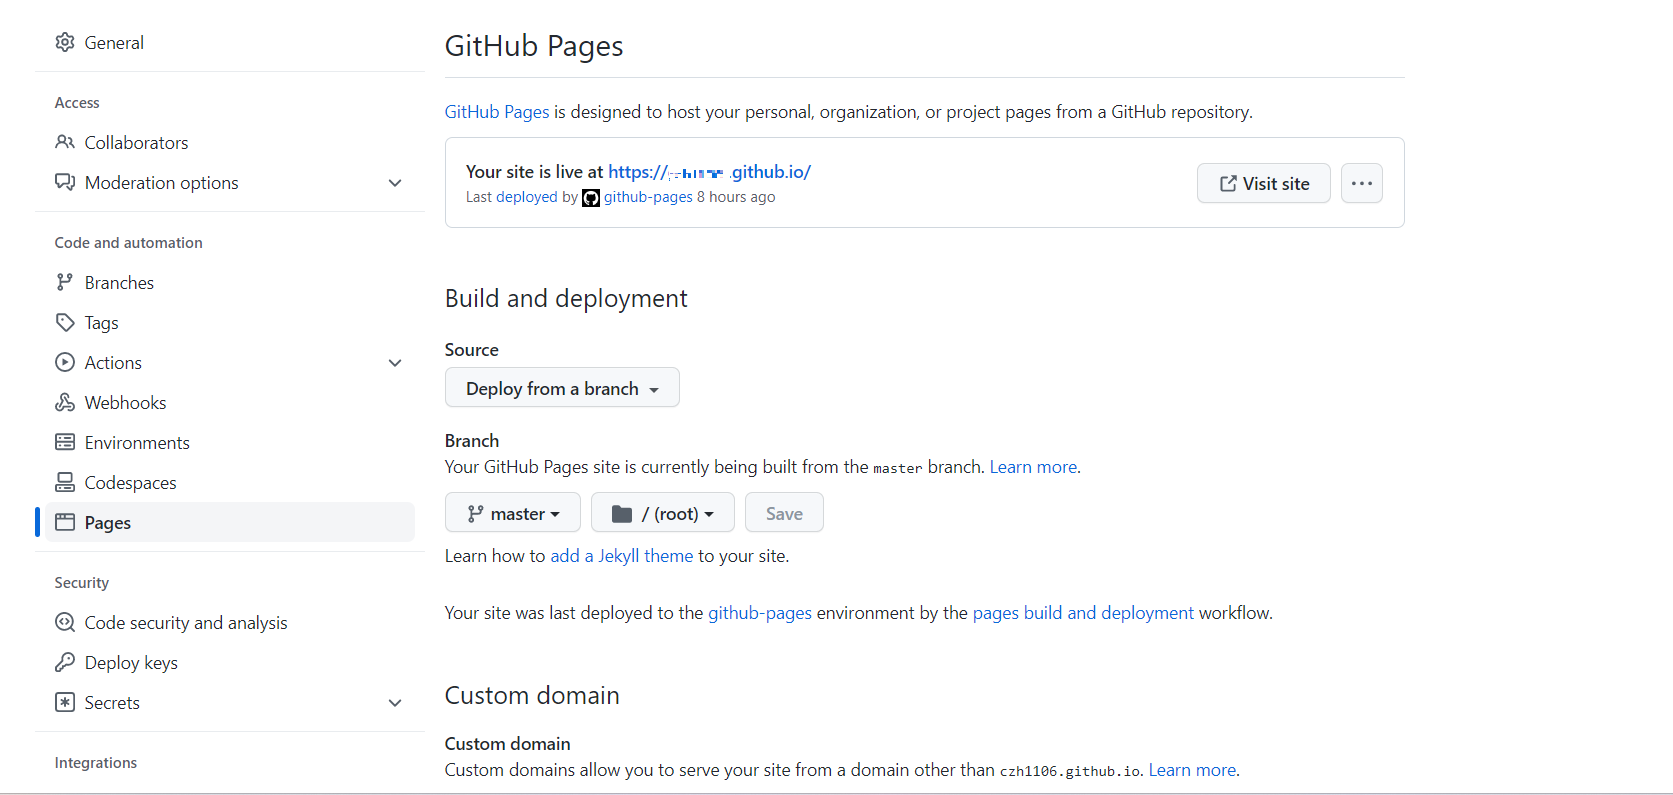 General
Access
Collaborators
Moderation options
Code and automation
Branches
Tags
Actions
Webhooks
Environments
Codespaces
Pages
Security
Code security and analysis
Deploy keys
Secrets
Integrations
GitHub Pages
GitHub Pages is designed to host your personal, organization, or project pages from a GitHub repository.
Your site is live at https:// .github.io/
Last deployed by github-pages 8 hours ago
Visit site
Build and deployment
Source
Deploy from a branch
Branch
Your GitHub Pages site is currently being built from the master branch. Learn more.
master / (root) Save
Learn how to add a Jekyll theme to your site.
Your site was last deployed to the github-pages environment by the pages build and deployment workflow.
Custom domain
Custom domain
Custom domains allow you to serve your site from a domain other than czh1106.github.io. Learn more.